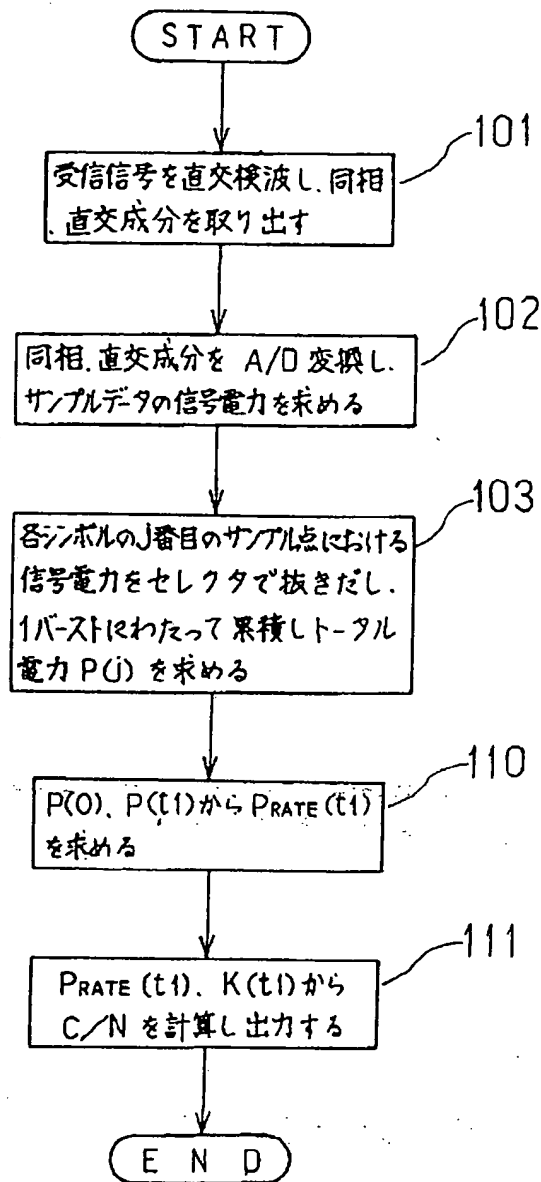 START
101
受信信号を直交検波し、同相
、直交成分を取り出す
102
同相、直交成分を A/D 変換し、
サンプルデータの信号電力を求める
103
各シンボルのJ番目のサンプル点における
信号電力をセレクタで抜きだし、
1バーストにわたって累積しトータル
電力 P(j) を求める
110
P(0)、P(t1)からPRATE(t1)
を求める
111
PRATE(t1)、K(t1)から
C/N を計算し出力する
END